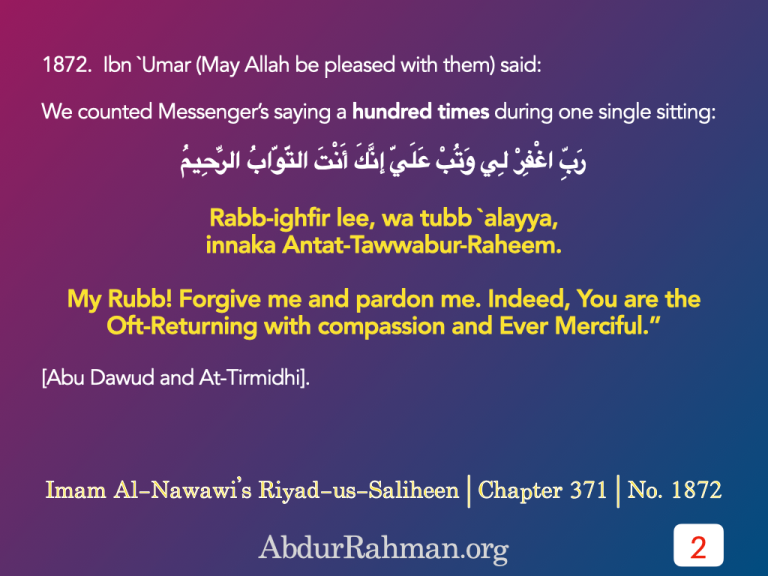 1872. Ibn `Umar (May Allah be pleased with them) said:
We counted Messenger’s saying a hundred times during one single sitting:
رَبِّ اغْفِرْ لِي وَتُبْ عَلَيَّ إِنَّكَ أَنْتَ التَّوَّابُ الرَّحِيمُ
Rabb-ighfir lee, wa tubb `alayya,
innaka Antat-Tawwabur-Raheem.
My Rubb! Forgive me and pardon me. Indeed, You are the
Oft-Returning with compassion and Ever Merciful.”
[Abu Dawud and At-Tirmidhi].
Imam Al-Nawawi’s Riyad-us-Saliheen | Chapter 371 | No. 1872
AbdurRahman.org
2